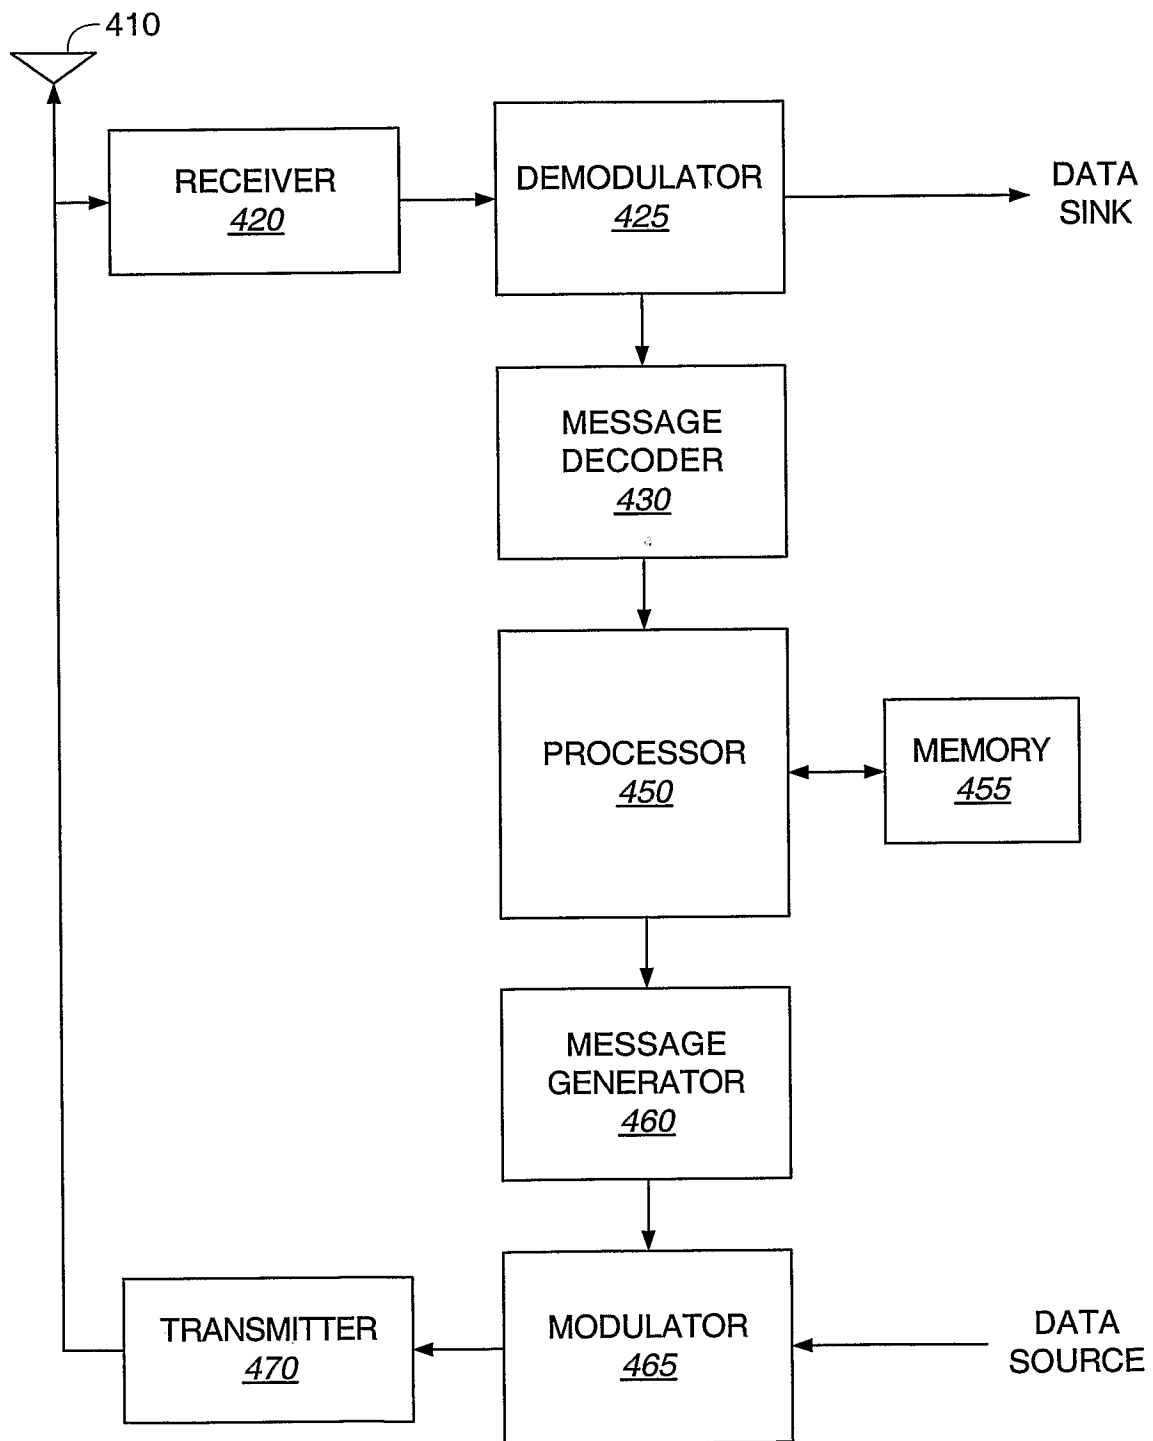 410
RECEIVER
420
DEMODULATOR
425
DATA
SINK
MESSAGE
DECODER
430
PROCESSOR
450
MEMORY
455
MESSAGE
GENERATOR
460
TRANSMITTER
470
MODULATOR
465
DATA
SOURCE